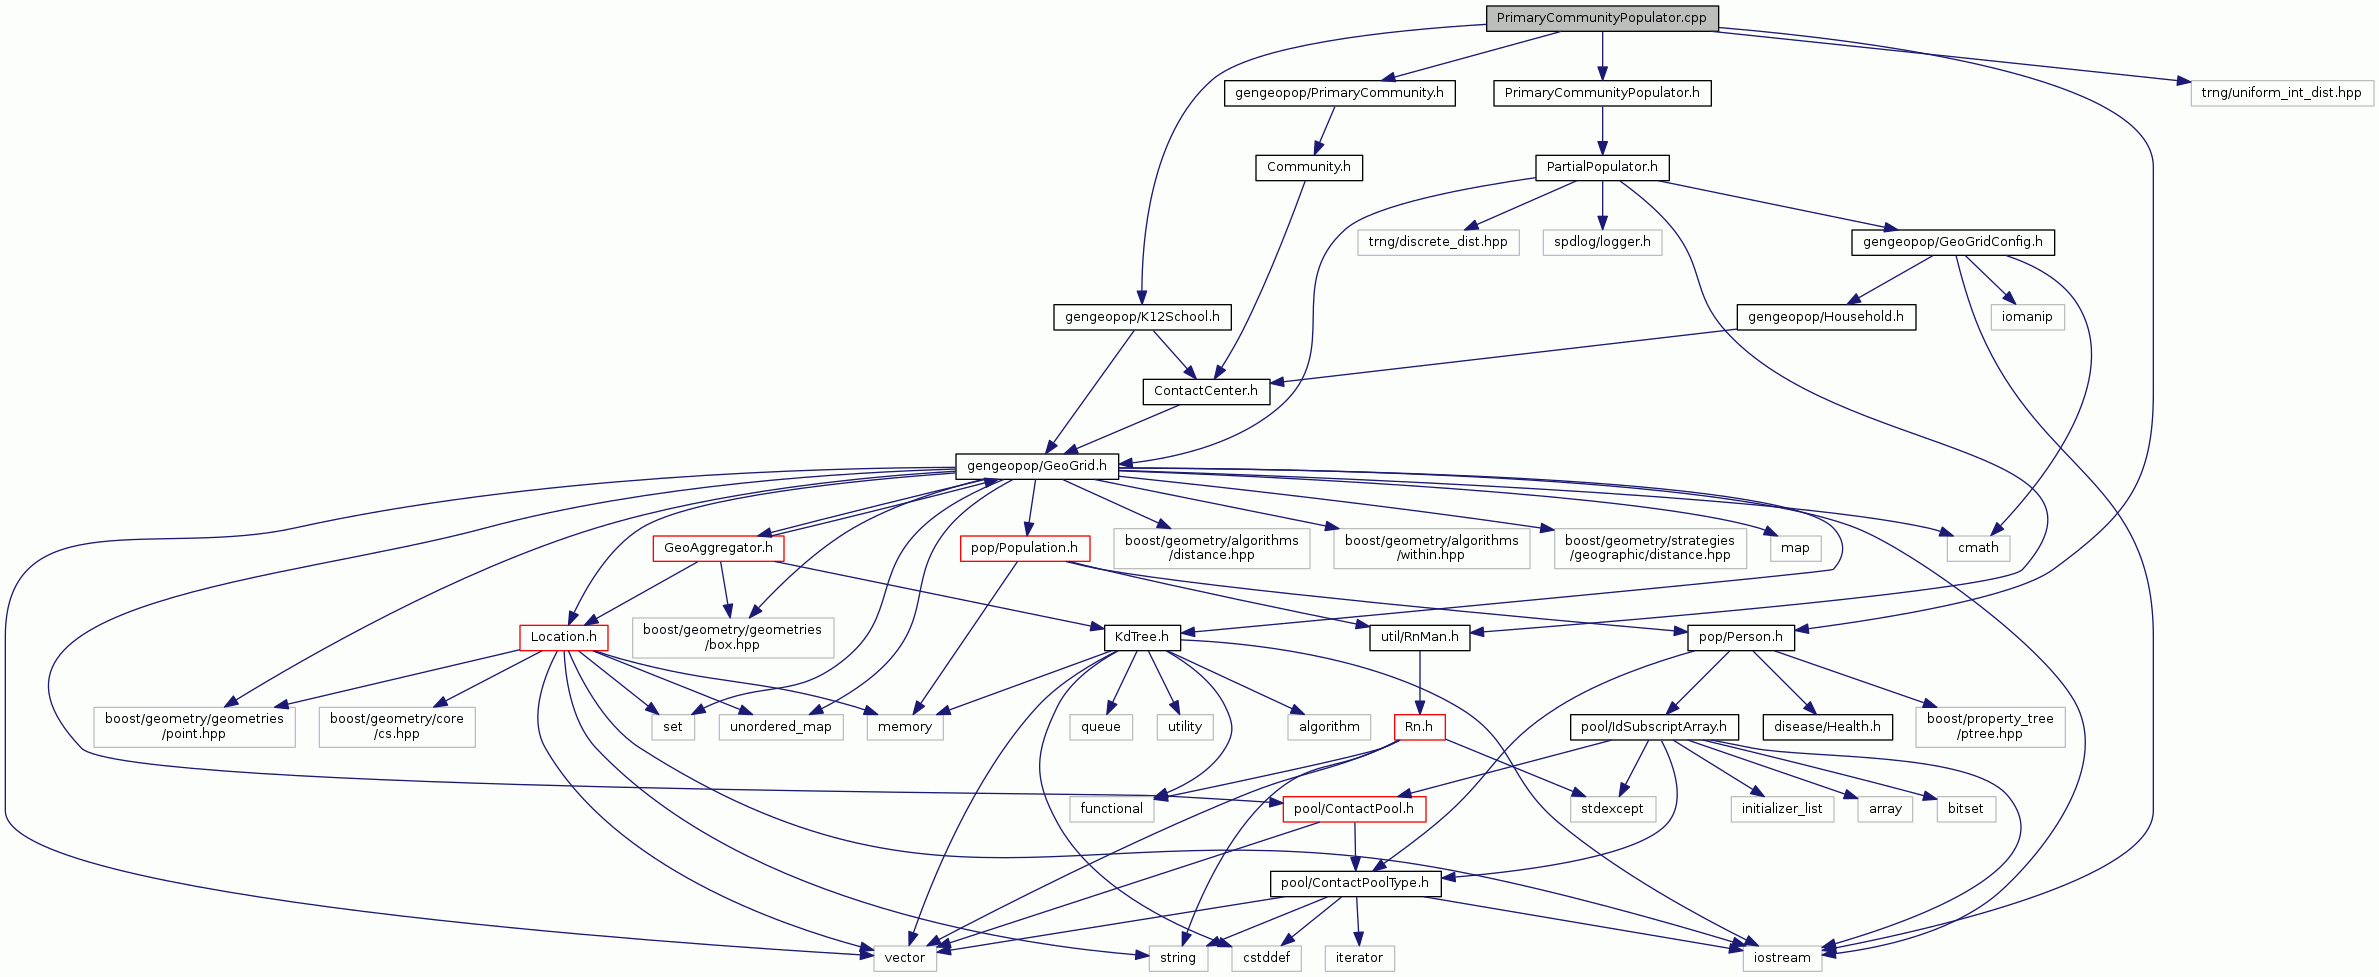 PrimaryCommunityPopulator.cpp
gengeopop/PrimaryCommunity.h
PrimaryCommunityPopulator.h
trng/uniform_int_dist.hpp
Community.h
PartialPopulator.h
trng/discrete_dist.hpp
spdlog/logger.h
gengeopop/GeoGridConfig.h
gengeopop/K12School.h
gengeopop/Household.h
iomanip
ContactCenter.h
gengeopop/GeoGrid.h
GeoAggregator.h
pop/Population.h
boost/geometry/algorithms
/distance.hpp
boost/geometry/algorithms
/within.hpp
boost/geometry/strategies
/geographic/distance.hpp
map
cmath
Location.h
boost/geometry/geometries
/box.hpp
KdTree.h
util/RnMan.h
pop/Person.h
boost/geometry/geometries
/point.hpp
boost/geometry/core
/cs.hpp
set
unordered_map
memory
queue
utility
algorithm
Rn.h
pool/IdSubscriptArray.h
disease/Health.h
boost/property_tree
/ptree.hpp
functional
pool/ContactPool.h
stdexcept
initializer_list
array
bitset
pool/ContactPoolType.h
vector
string
cstddef
iterator
iostream